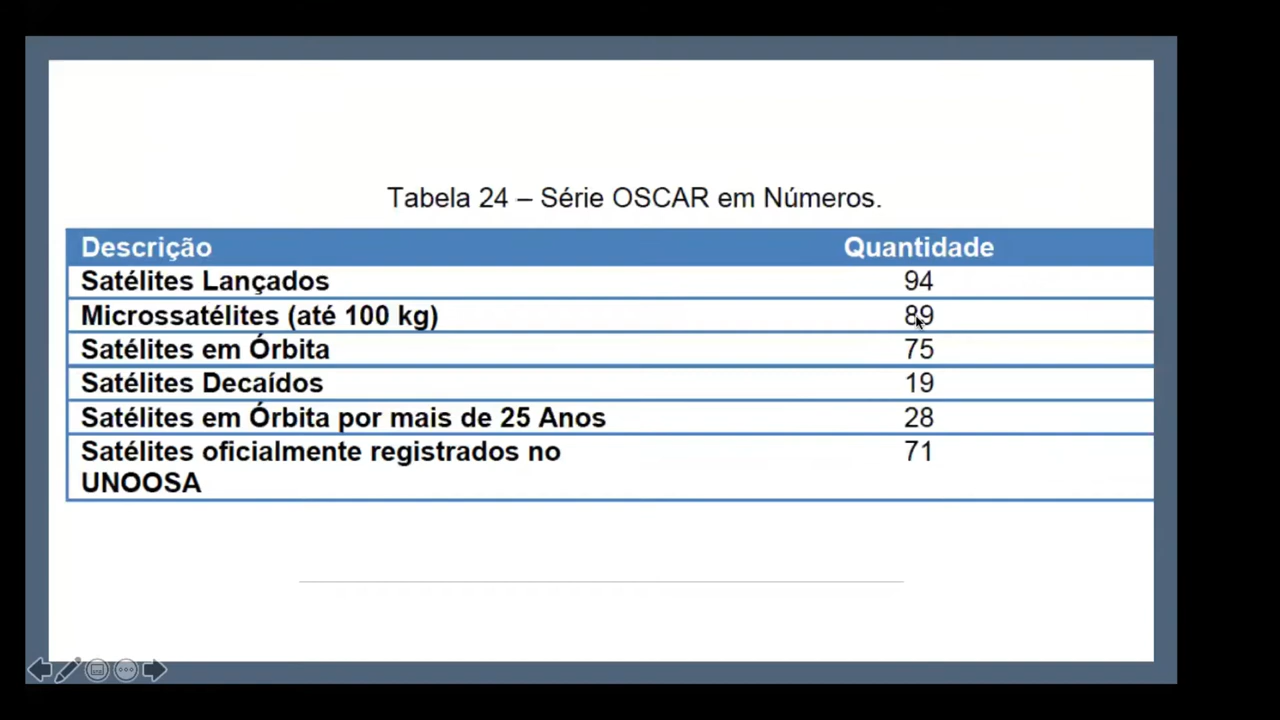 Tabela 24 – Série OSCAR em Números.
Descrição Quantidade
Satélites Lançados 94
Microssatélites (até 100 kg) 89
Satélites em Órbita 75
Satélites Decaídos 19
Satélites em Órbita por mais de 25 Anos 28
Satélites oficialmente registrados no 71
UNOOSA